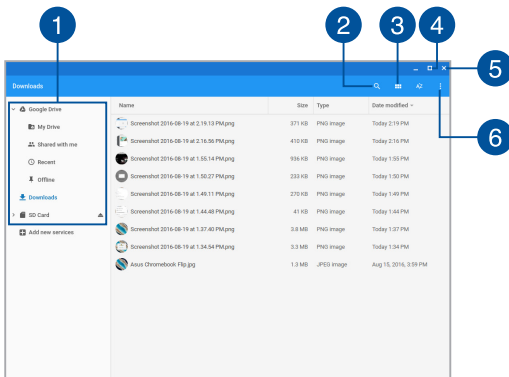 1
2
3
4
5
6
Downloads
Google Drive
My Drive
Shared with me
Recent
Offline
Downloads
SD Card
Add new services
Name Size Type Date modified
Screenshot 2016-08-19 at 2.19.13 PM.png 371 KB PNG image Today 2:19 PM
Screenshot 2016-08-19 at 2.16.56 PM.png 410 KB PNG image Today 2:16 PM
Screenshot 2016-08-19 at 1.55.14 PM.png 936 KB PNG image Today 1:55 PM
Screenshot 2016-08-19 at 1.50.27 PM.png 233 KB PNG image Today 1:50 PM
Screenshot 2016-08-19 at 1.49.11 PM.png 270 KB PNG image Today 1:49 PM
Screenshot 2016-08-19 at 1.44.48 PM.png 41 KB PNG image Today 1:44 PM
Screenshot 2016-08-19 at 1.37.40 PM.png 3.8 MB PNG image Today 1:37 PM
Screenshot 2016-08-19 at 1.34.54 PM.png 3.3 MB PNG image Today 1:34 PM
Asus Chromebook Flip.jpg 1.3 MB JPEG image Aug 15, 2016, 3:59 PM